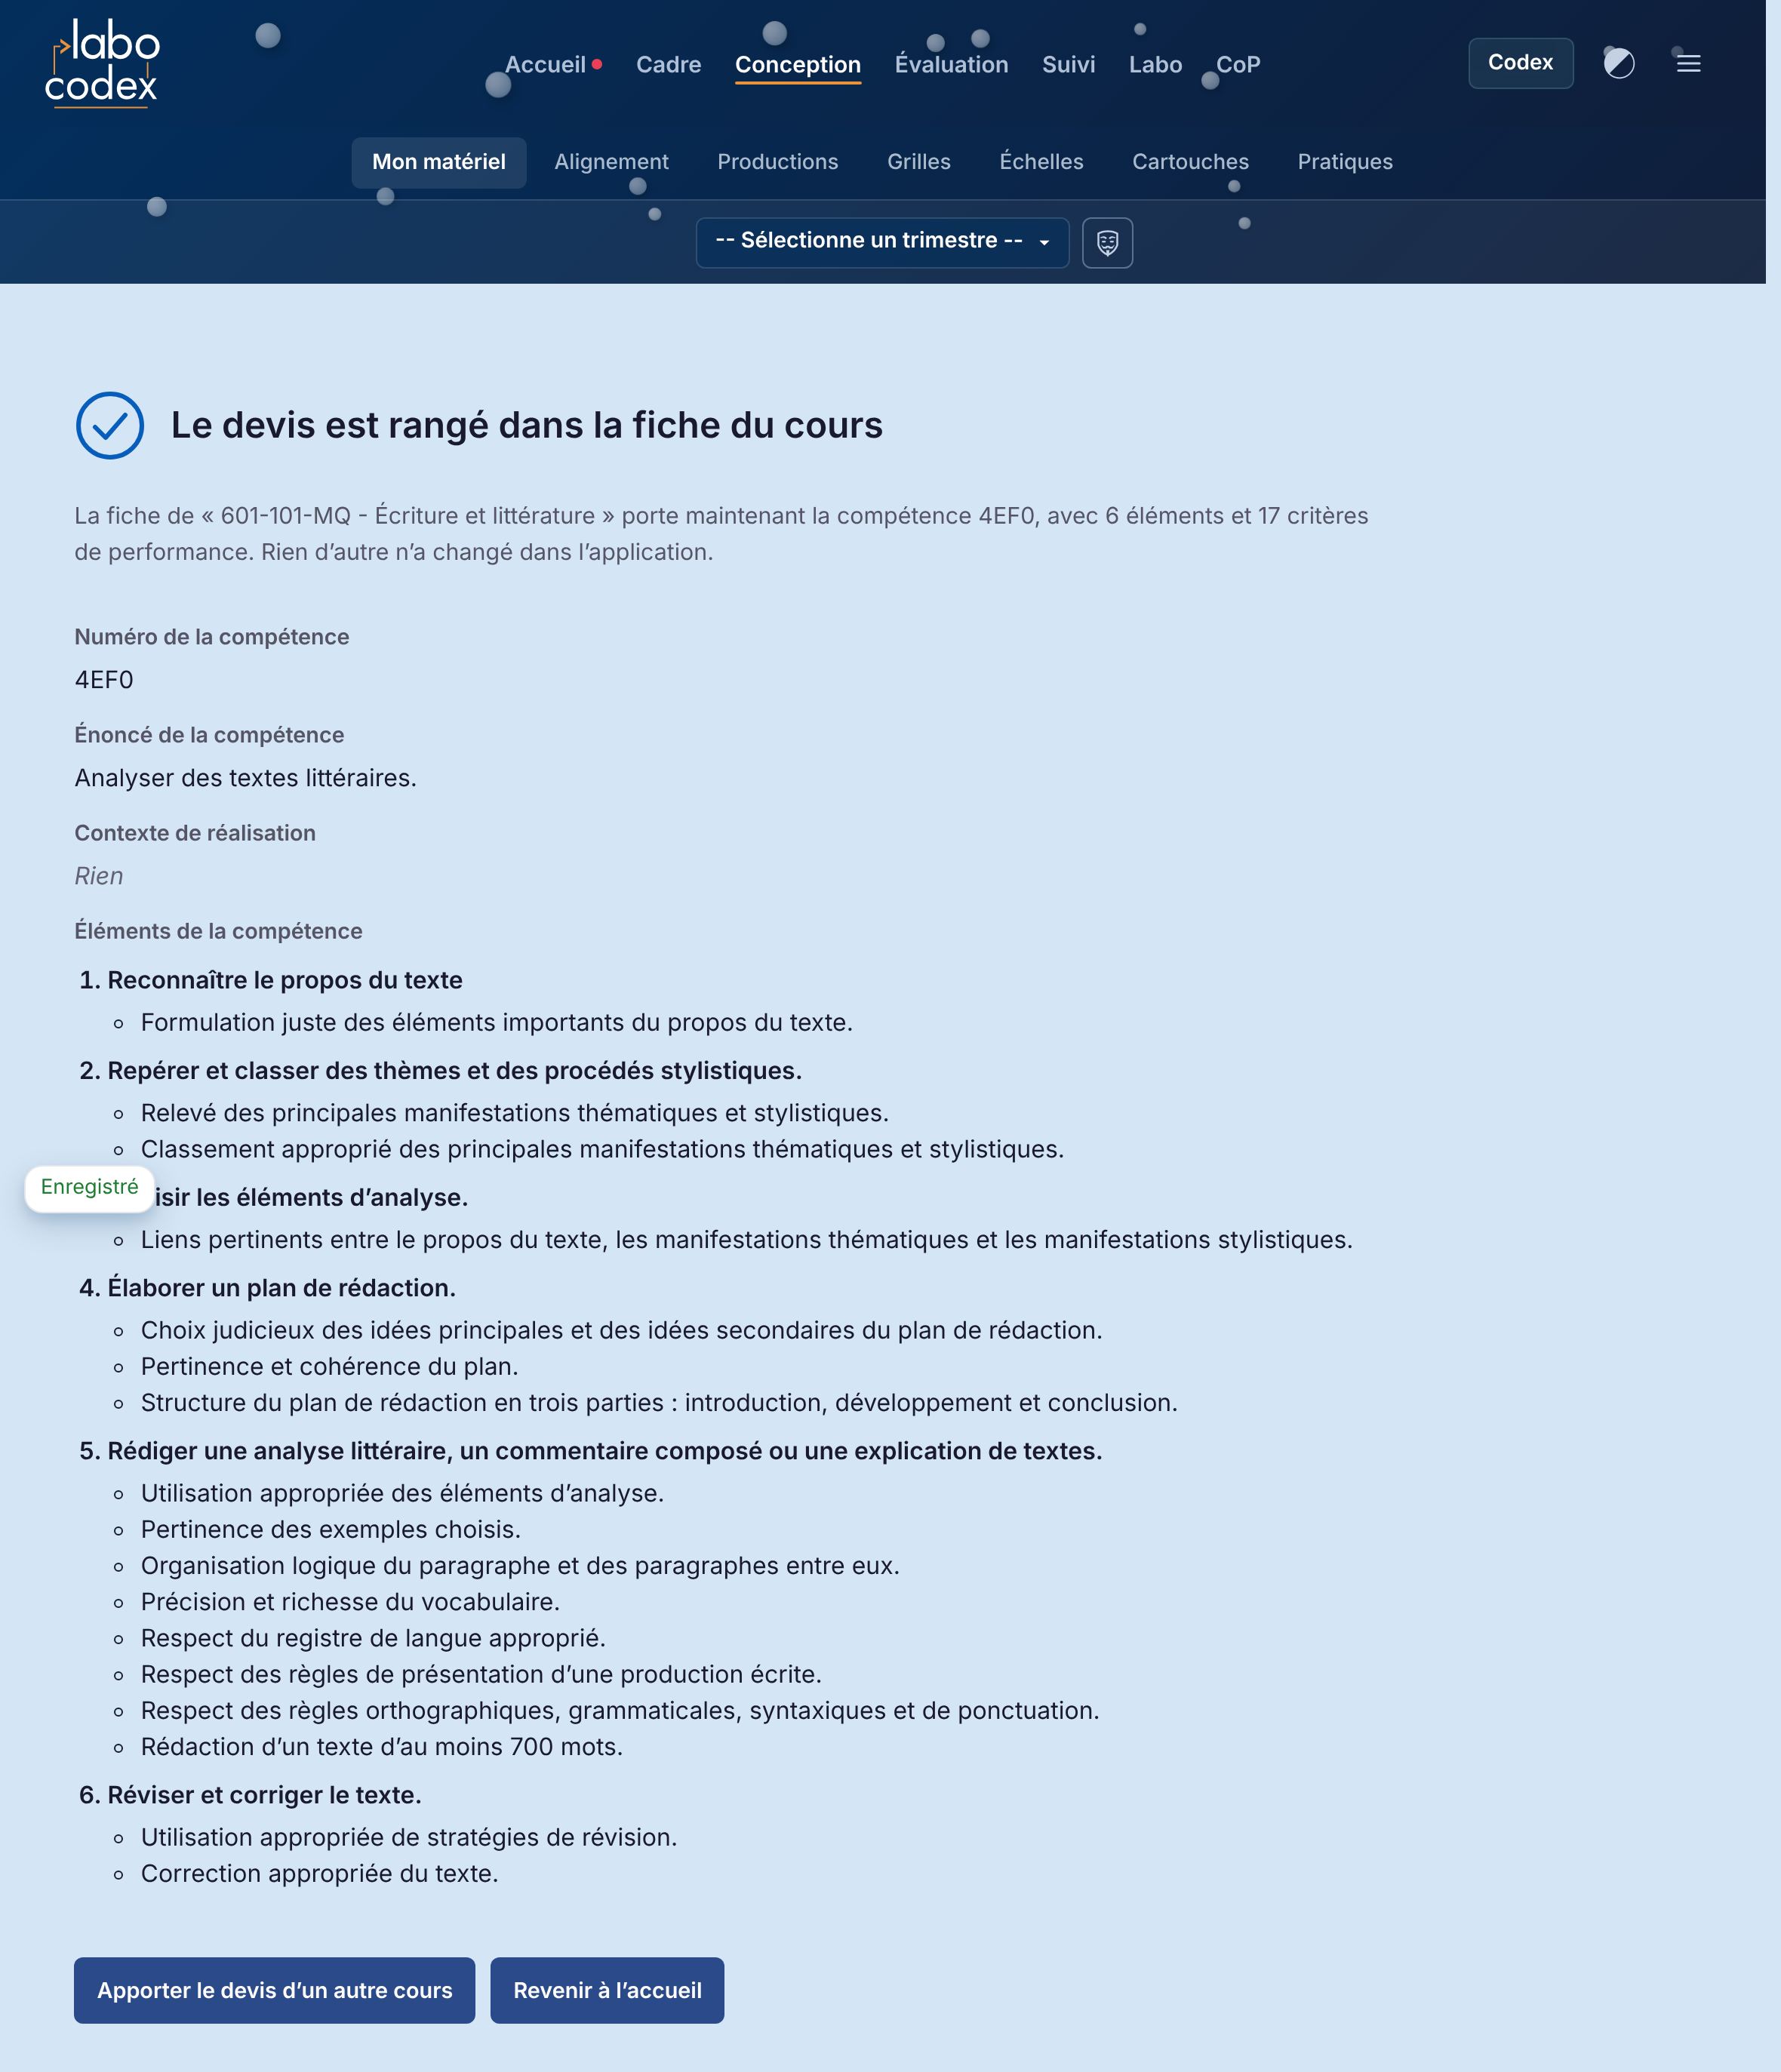 labo
codex
Accueil
Cadre
Conception
Évaluation
Suivi
Labo
CoP
Codex
Mon matériel
Alignement
Productions
Grilles
Échelles
Cartouches
Pratiques
-- Sélectionne un trimestre --
Le devis est rangé dans la fiche du cours
La fiche de « 601-101-MQ - Écriture et littérature » porte maintenant la compétence 4EF0, avec 6 éléments et 17 critères
de performance. Rien d’autre n’a changé dans l’application.
Numéro de la compétence
4EF0
Énoncé de la compétence
Analyser des textes littéraires.
Contexte de réalisation
Rien
Éléments de la compétence
1. Reconnaître le propos du texte
Formulation juste des éléments importants du propos du texte.
2. Repérer et classer des thèmes et des procédés stylistiques.
Relevé des principales manifestations thématiques et stylistiques.
Classement approprié des principales manifestations thématiques et stylistiques.
Enregistré
isir les éléments d’analyse.
Liens pertinents entre le propos du texte, les manifestations thématiques et les manifestations stylistiques.
4. Élaborer un plan de rédaction.
Choix judicieux des idées principales et des idées secondaires du plan de rédaction.
Pertinence et cohérence du plan.
Structure du plan de rédaction en trois parties : introduction, développement et conclusion.
5. Rédiger une analyse littéraire, un commentaire composé ou une explication de textes.
Utilisation appropriée des éléments d’analyse.
Pertinence des exemples choisis.
Organisation logique du paragraphe et des paragraphes entre eux.
Précision et richesse du vocabulaire.
Respect du registre de langue approprié.
Respect des règles de présentation d’une production écrite.
Respect des règles orthographiques, grammaticales, syntaxiques et de ponctuation.
Rédaction d’un texte d’au moins 700 mots.
6. Réviser et corriger le texte.
Utilisation appropriée de stratégies de révision.
Correction appropriée du texte.
Apporter le devis d’un autre cours
Revenir à l’accueil